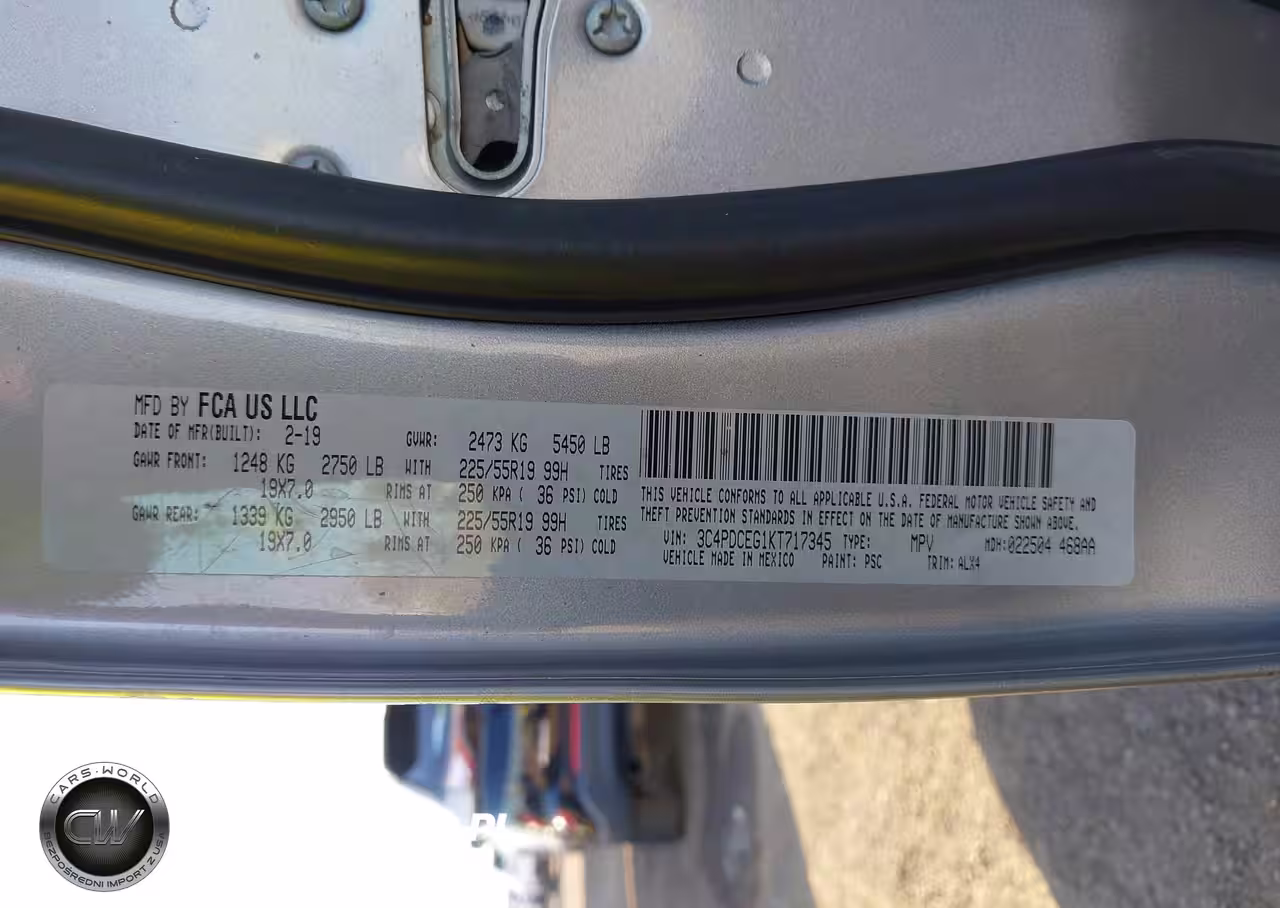 MFD BY FCA US LLC
DATE OF MFR(BUILT): 2-19 GVWR: 2473 KG 5450 LB
GAWR FRONT: 1248 KG 2750 LB WITH 225/55R19 99H TIRES
19X7.0 RIMS AT 250 KPA ( 36 PSI) COLD
GAWR REAR: 1339 KG 2950 LB WITH 225/55R19 99H TIRES
19X7.0 RIMS AT 250 KPA ( 36 PSI) COLD
THIS VEHICLE CONFORMS TO ALL APPLICABLE U.S.A. FEDERAL MOTOR VEHICLE SAFETY AND
THEFT PREVENTION STANDARDS IN EFFECT ON THE DATE OF MANUFACTURE SHOWN ABOVE.
VIN: 3C4PDCEG1KT717345 TYPE: MPV MDH:022504 468AA
VEHICLE MADE IN MEXICO PAINT: PSC TRIM: ALX4
CARS-WORLD
CW
BEZPOŚREDNI IMPORT Z USA